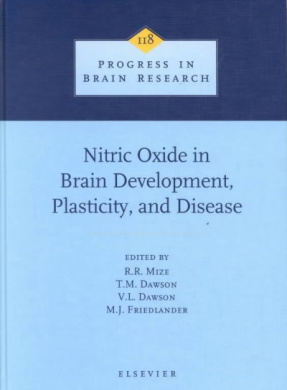 118
PROGRESS IN
BRAIN RESEARCH
Nitric Oxide in
Brain Development,
Plasticity, and Disease
EDITED BY
R.R. MIZE
T.M. DAWSON
V.L. DAWSON
M.J. FRIEDLANDER
ELSEVIER